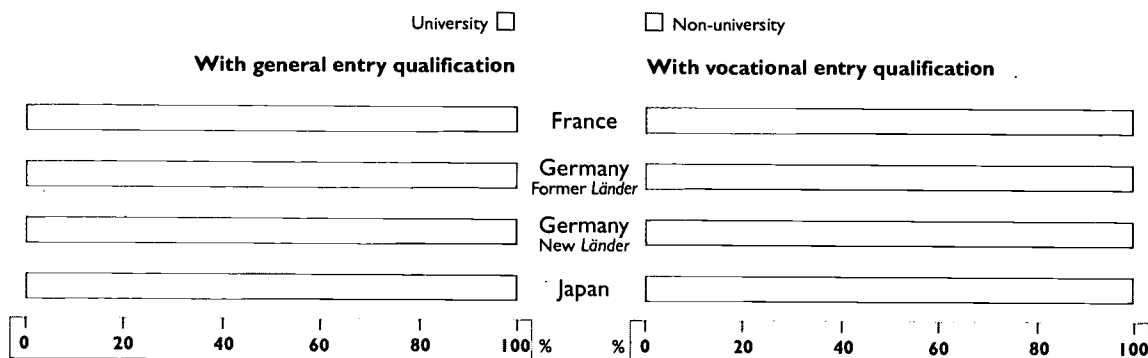 University Non-university
With general entry qualification With vocational entry qualification
France
Germany
Former Länder
Germany
New Länder
Japan
0 20 40 60 80 100 % % 0 20 40 60 80 100